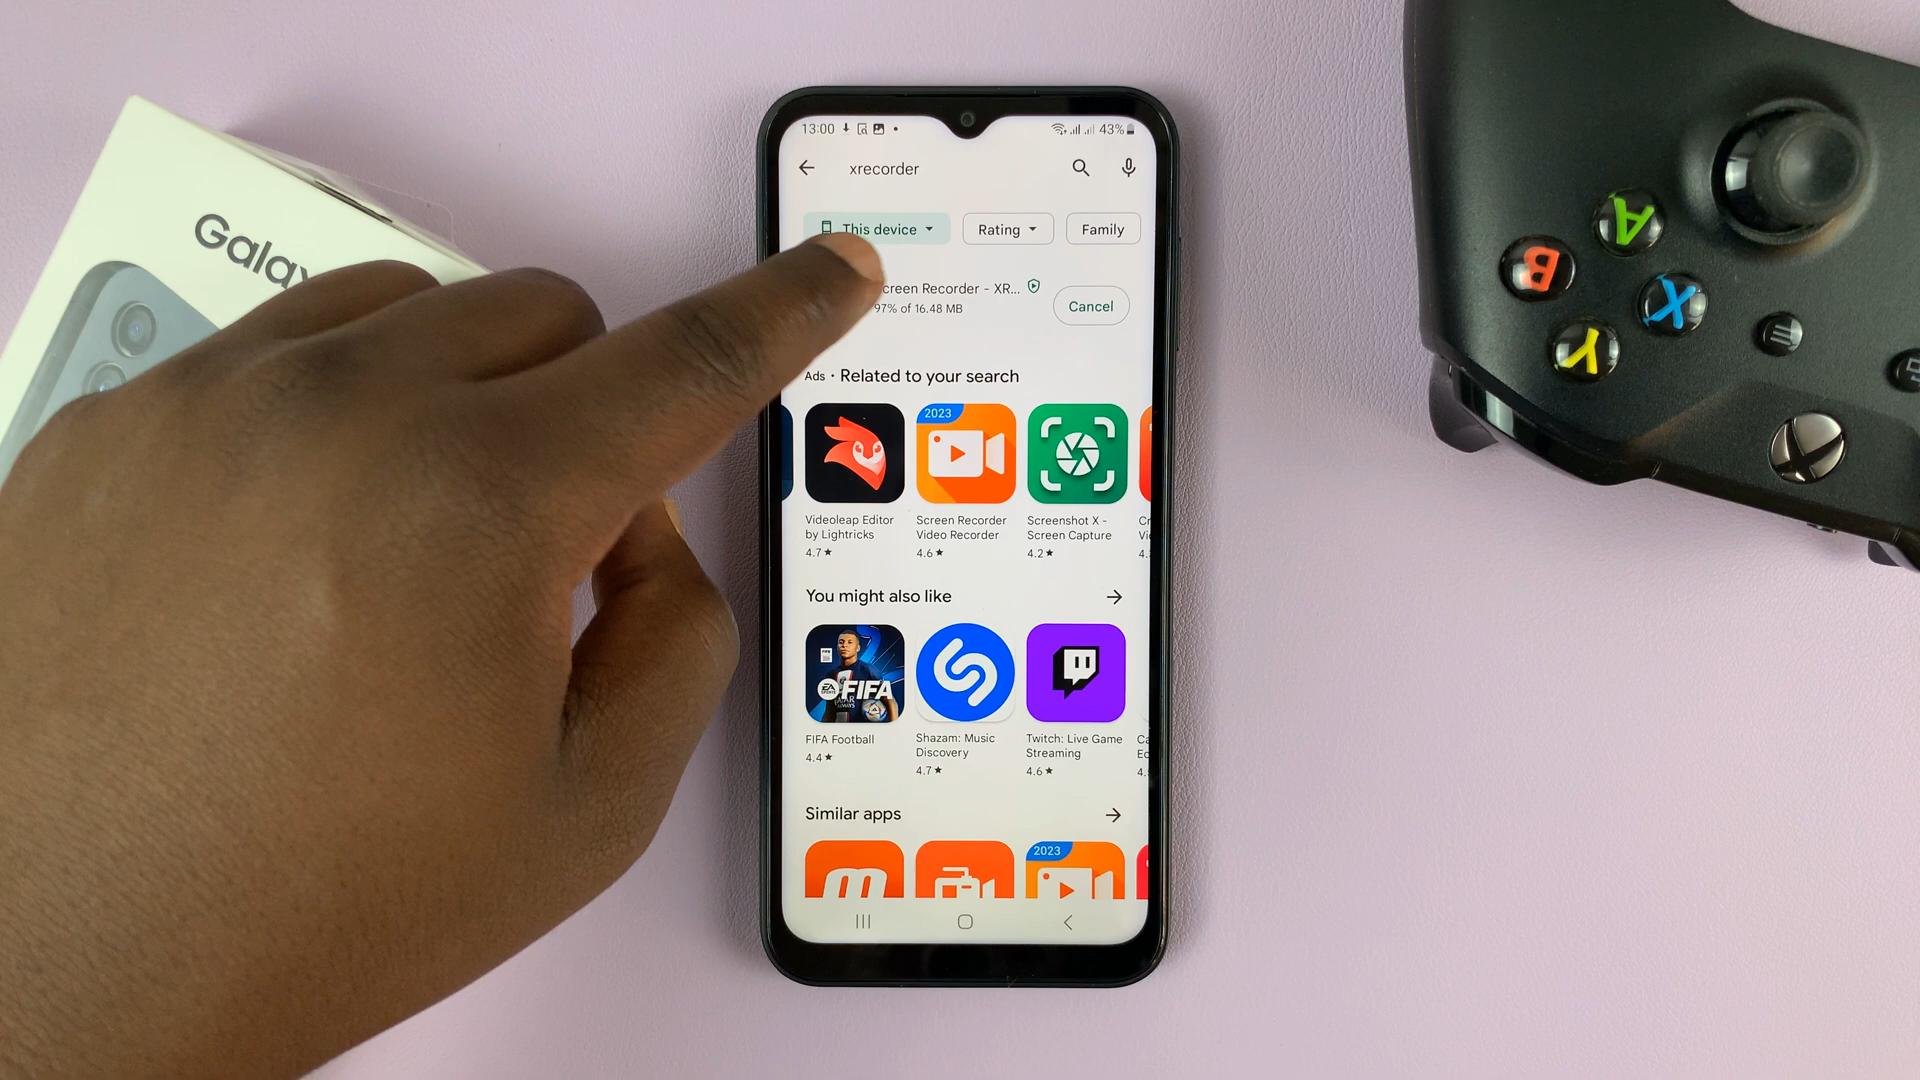 Galax
13:00
43%
xrecorder
This device
Rating
Family
creen Recorder - XR...
97% of 16.48 MB
Cancel
Ads • Related to your search
2023
Videoleap Editor
by Lightricks
4.7★
Screen Recorder
Video Recorder
4.6★
Screenshot X -
Screen Capture
4.2★
You might also like
FIFA
FIFA Football
4.4★
Shazam: Music
Discovery
4.7★
Twitch: Live Game
Streaming
4.6★
Similar apps
2023
A
B
X
Y